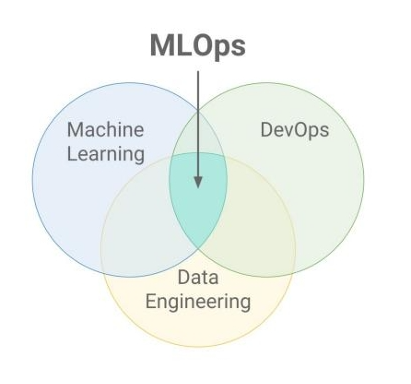 MLOps
Machine
Learning
DevOps
Data
Engineering